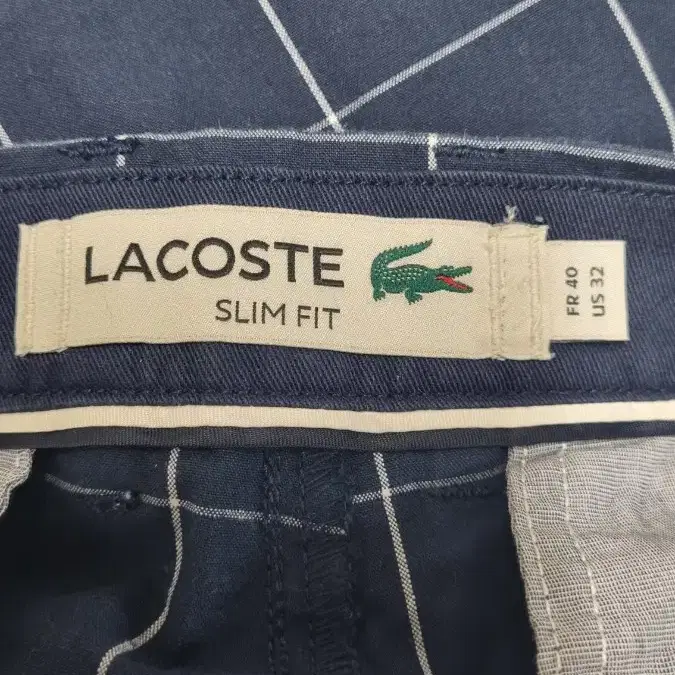 LACOSTE
SLIM FIT
FR 40
US 32